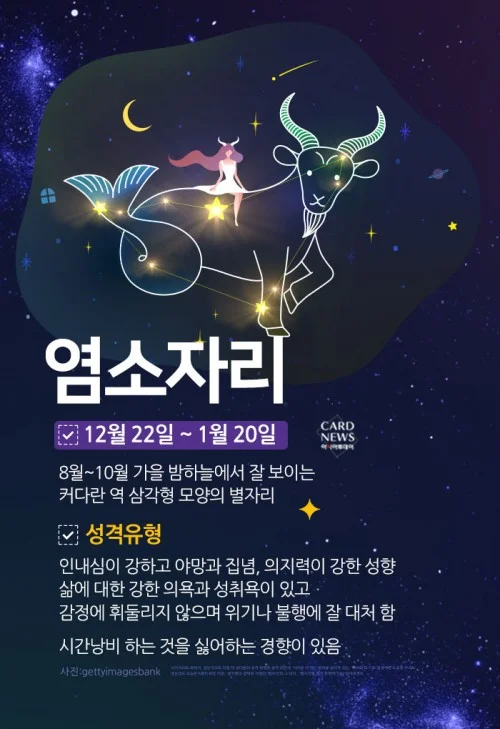 염소자리
12월 22일 ~ 1월 20일
CARD
NEWS
아시아투데이
8월~10월 가을 밤하늘에서 잘 보이는
커다란 역 삼각형 모양의 별자리
성격유형
인내심이 강하고 야망과 집념, 의지력이 강한 성향
삶에 대한 강한 의욕과 성취욕이 있고
감정에 휘둘리지 않으며 위기나 불행에 잘 대처 함
시간낭비 하는 것을 싫어하는 경향이 있음
사진:gettyimagesbank